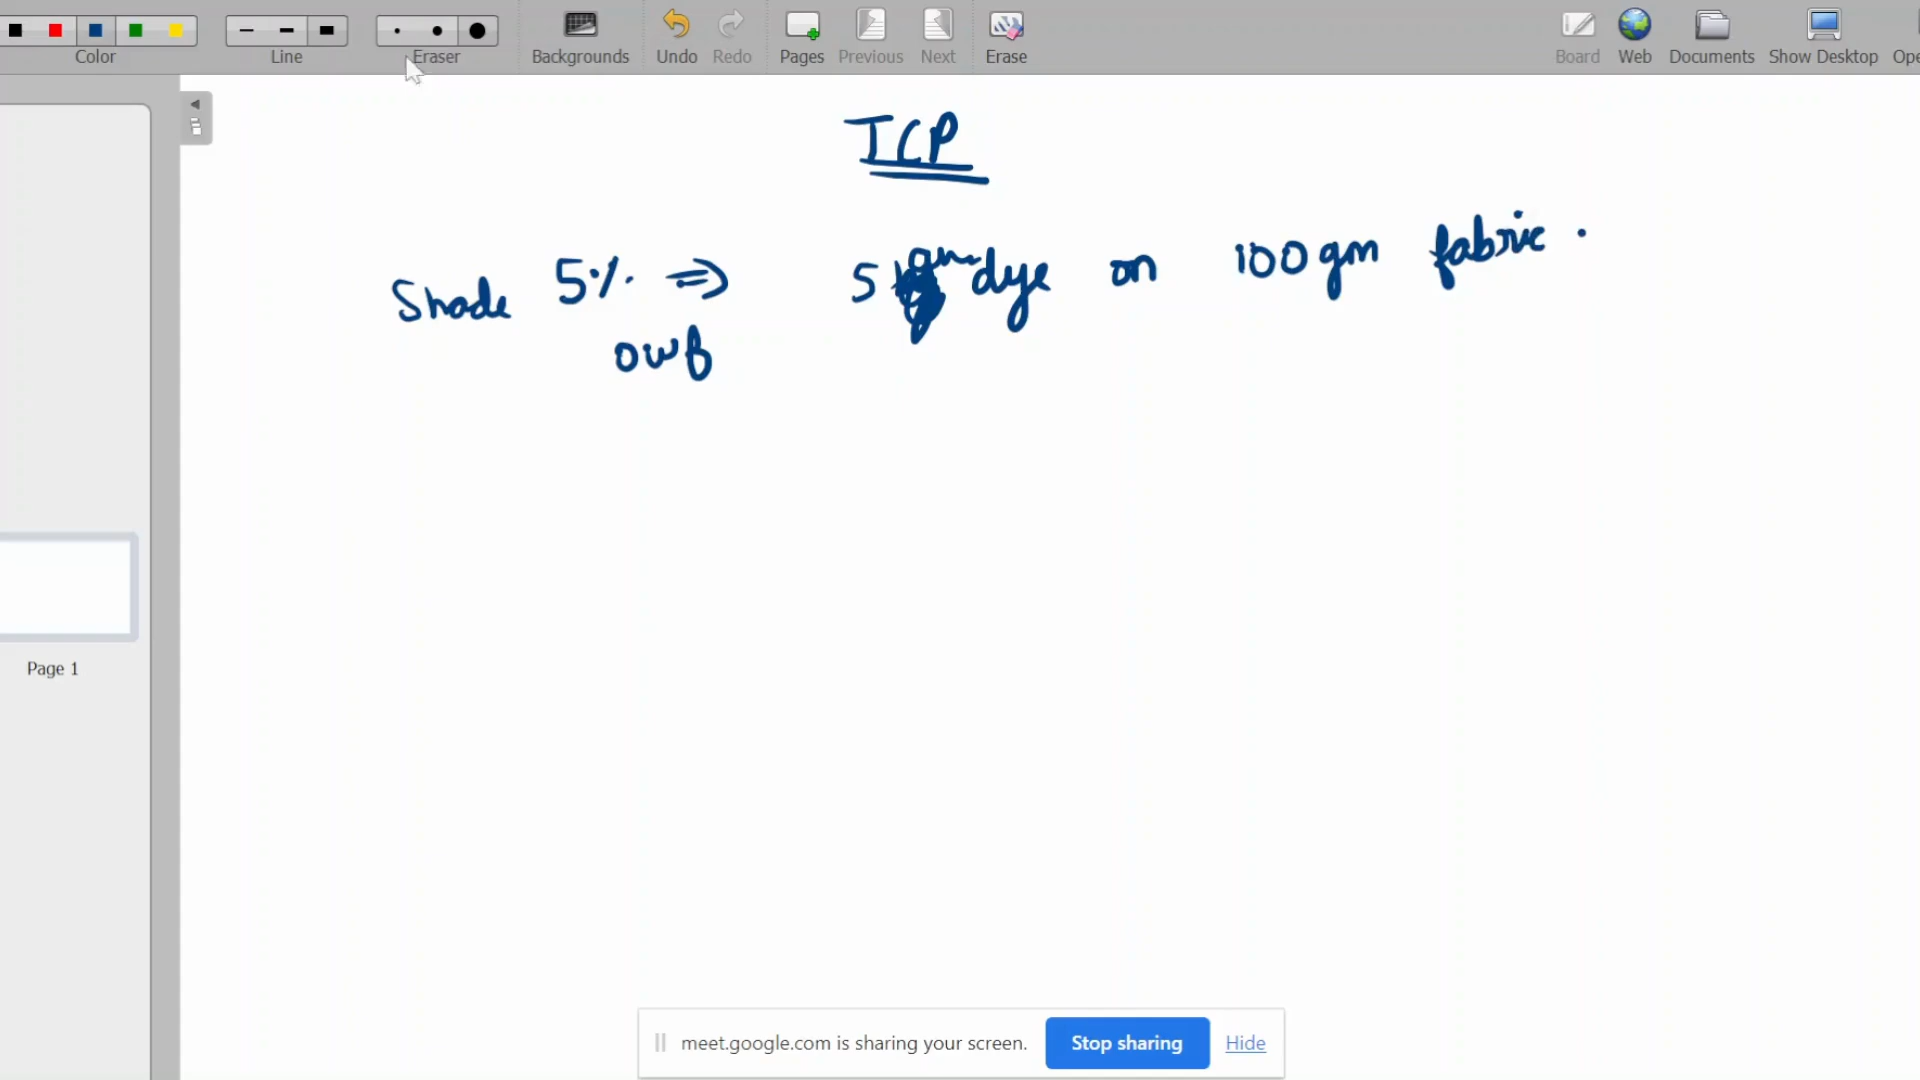 Color
Line
Eraser
Backgrounds
Undo
Redo
Pages
Previous
Next
Erase
Board
Web
Documents
Show Desktop
Ope
TCP
Shade 5% => 5 gm dye on 100 gm fabric.
owf
Page 1
meet.google.com is sharing your screen.
Stop sharing
Hide